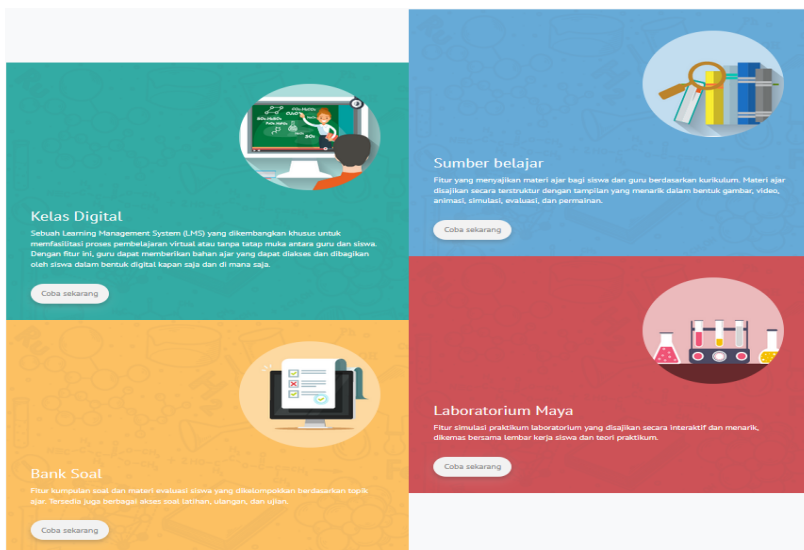 Kelas Digital
Sebuah Learning Management System (LMS) yang dikembangkan khusus untuk
memfasilitasi proses pembelajaran virtual atau tanpa tatap muka antara guru dan siswa.
Dengan fitur ini, guru dapat memberikan bahan ajar yang dapat diakses dan dibagikan
oleh siswa dalam bentuk digital kapan saja dan di mana saja.
Coba sekarang
Bank Soal
Fitur kumpulan soal dan materi evaluasi siswa yang dikelompokkan berdasarkan topik
ajar. Tersedia juga berbagai akses soal latihan, ulangan, dan ujian.
Coba sekarang
Sumber belajar
Fitur yang menyajikan materi ajar bagi siswa dan guru berdasarkan kurikulum. Materi ajar
disajikan secara terstruktur dengan tampilan yang menarik dalam bentuk gambar, video,
animasi, simulasi, evaluasi, dan permainan.
Coba sekarang
Laboratorium Maya
Fitur simulasi praktikum laboratorium yang disajikan secara interaktif dan menarik,
dikemas bersama lembar kerja siswa dan teori praktikum.
Coba sekarang